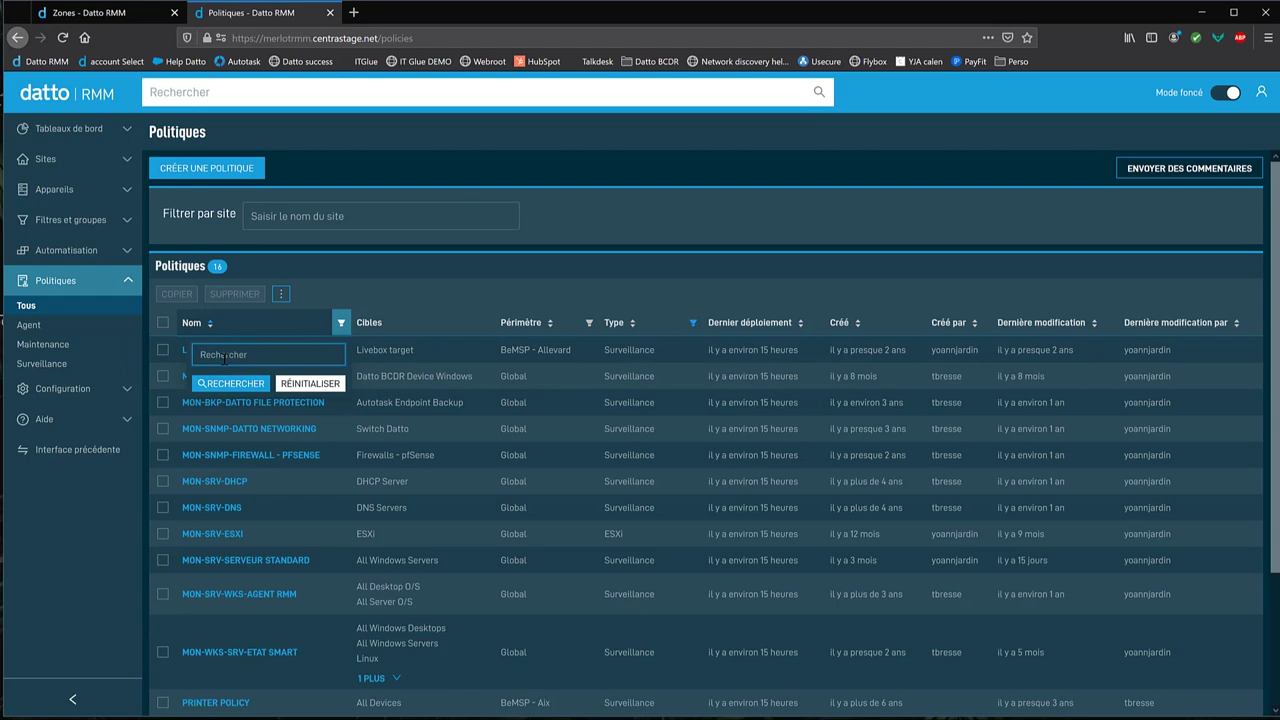 Zones - Datto RMM
Politiques - Datto RMM
https://merlotrmm.centrastage.net/policies
Datto RMM account Select Help Datto Autotask Datto success ITGlue IT Glue DEMO Webroot HubSpot Talkdesk Datto BCDR Network discovery hel... Usecure Flybox YJA calen PayFit Perso
datto | RMM
Rechercher
Mode foncé
Tableaux de bord
Sites
Appareils
Filtres et groupes
Automatisation
Politiques
Tous
Agent
Maintenance
Surveillance
Configuration
Aide
Interface précédente
Politiques
CRÉER UNE POLITIQUE
ENVOYER DES COMMENTAIRES
Filtrer par site Saisir le nom du site
Politiques 16
COPIER SUPPRIMER
Nom Cibles Périmètre Type Dernier déploiement Créé Créé par Dernière modification Dernière modification par
L Livebox target BeMSP - Allevard Surveillance il y a environ 15 heures il y a presque 2 ans yoannjardin il y a presque 2 ans yoannjardin
Rechercher
M Datto BCDR Device Windows Global Surveillance il y a environ 15 heures il y a 8 mois tbresse il y a 8 mois tbresse
RECHERCHER RÉINITIALISER
MON-BKP-DATTO FILE PROTECTION Autotask Endpoint Backup Global Surveillance il y a environ 15 heures il y a environ 3 ans tbresse il y a environ 1 an yoannjardin
MON-SNMP-DATTO NETWORKING Switch Datto Global Surveillance il y a environ 15 heures il y a presque 3 ans tbresse il y a environ 1 an yoannjardin
MON-SNMP-FIREWALL - PFSENSE Firewalls - pfSense Global Surveillance il y a environ 15 heures il y a presque 2 ans tbresse il y a environ 1 an yoannjardin
MON-SRV-DHCP DHCP Server Global Surveillance il y a environ 15 heures il y a plus de 4 ans tbresse il y a environ 1 an yoannjardin
MON-SRV-DNS DNS Servers Global Surveillance il y a environ 15 heures il y a plus de 4 ans tbresse il y a environ 1 an yoannjardin
MON-SRV-ESXI ESXi Global ESXi il y a environ 15 heures il y a 12 mois yoannjardin il y a 9 mois yoannjardin
MON-SRV-SERVEUR STANDARD All Windows Servers Global Surveillance il y a environ 15 heures il y a 3 mois yoannjardin il y a 15 jours yoannjardin
MON-SRV-WKS-AGENT RMM All Desktop O/S Global Surveillance il y a environ 15 heures il y a plus de 3 ans tbresse il y a environ 1 an yoannjardin
All Server O/S
All Windows Desktops
All Windows Servers
MON-WKS-SRV-ETAT SMART Linux Global Surveillance il y a environ 15 heures il y a presque 2 ans tbresse il y a 5 mois yoannjardin
1 PLUS
PRINTER POLICY All Devices BeMSP - Aix Surveillance il y a environ 15 heures il y a plus de 6 ans tbresse il y a presque 3 ans tbresse